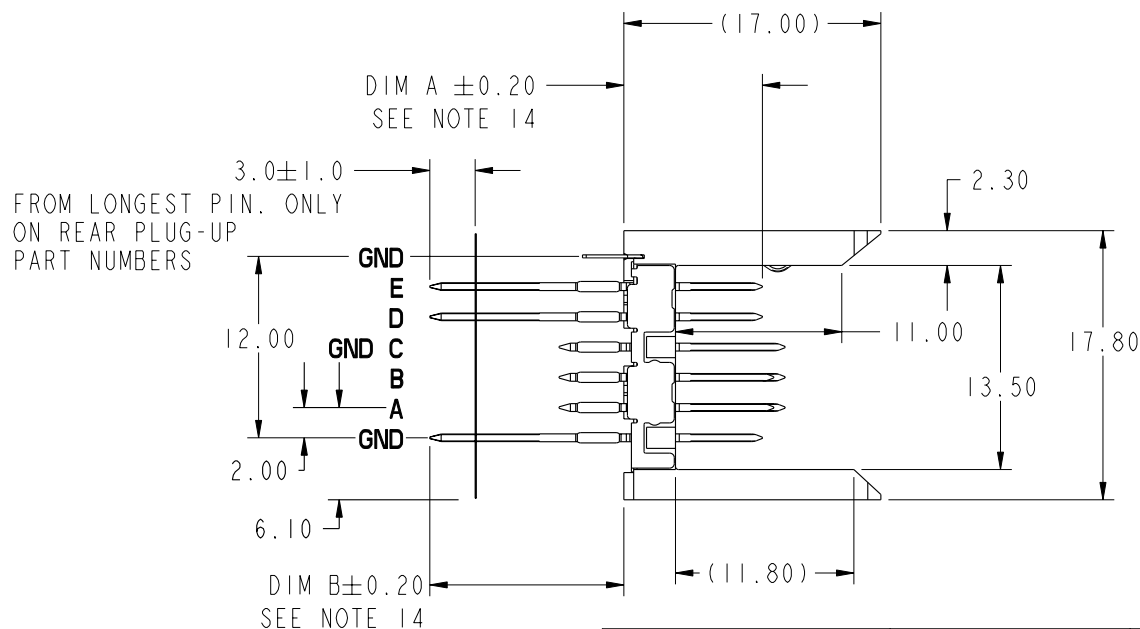 (17.00)
DIM A ±0.20
SEE NOTE 14
3.0±1.0
FROM LONGEST PIN. ONLY
ON REAR PLUG-UP
PART NUMBERS
2.30
GND
E
D
12.00
GND C
11.00
17.80
B
13.50
A
GND
2.00
6.10
(11.80)
DIM B±0.20
SEE NOTE 14